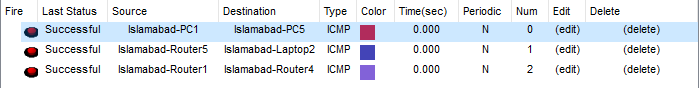 Fire Last Status Source Destination Type Color Time(sec) Periodic Num Edit Delete
Successful Islamabad-PC1 Islamabad-PC5 ICMP 0.000 N 0 (edit) (delete)
Successful Islamabad-Router5 Islamabad-Laptop2 ICMP 0.000 N 1 (edit) (delete)
Successful Islamabad-Router1 Islamabad-Router4 ICMP 0.000 N 2 (edit) (delete)